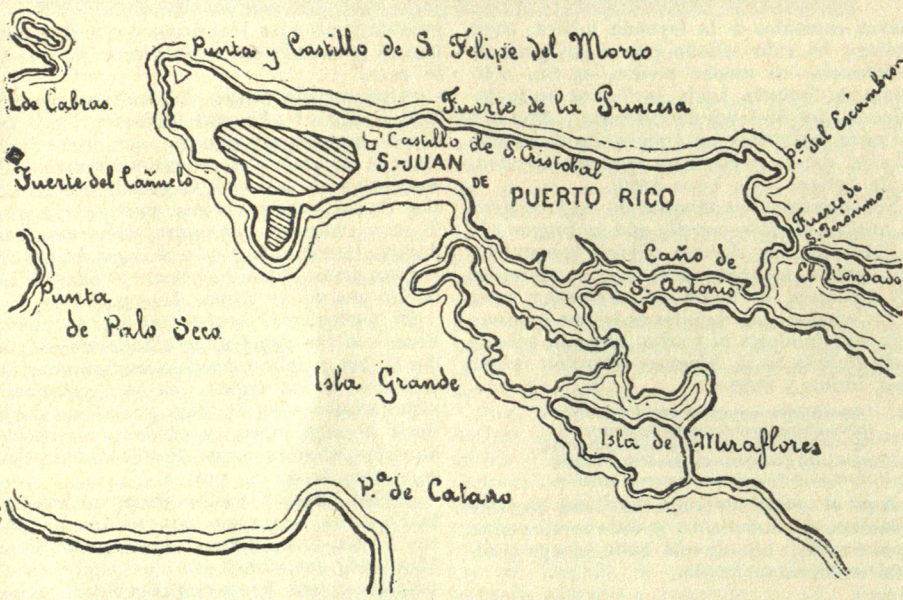 Punta y Castillo de S. Felipe del Morro
I. de Cabras.
Fuerte de la Princesa
Pta. del Escambron
Castillo de S. Cristobal
S.-JUAN
DE
PUERTO RICO
Fuerte del Cañuelo
Fuerte de
S. Jerónimo
Caño de
S. Antonio
El Condado
Punta
de Palo Seco
Isla Grande
Isla de Miraflores
Pta. de Cataño